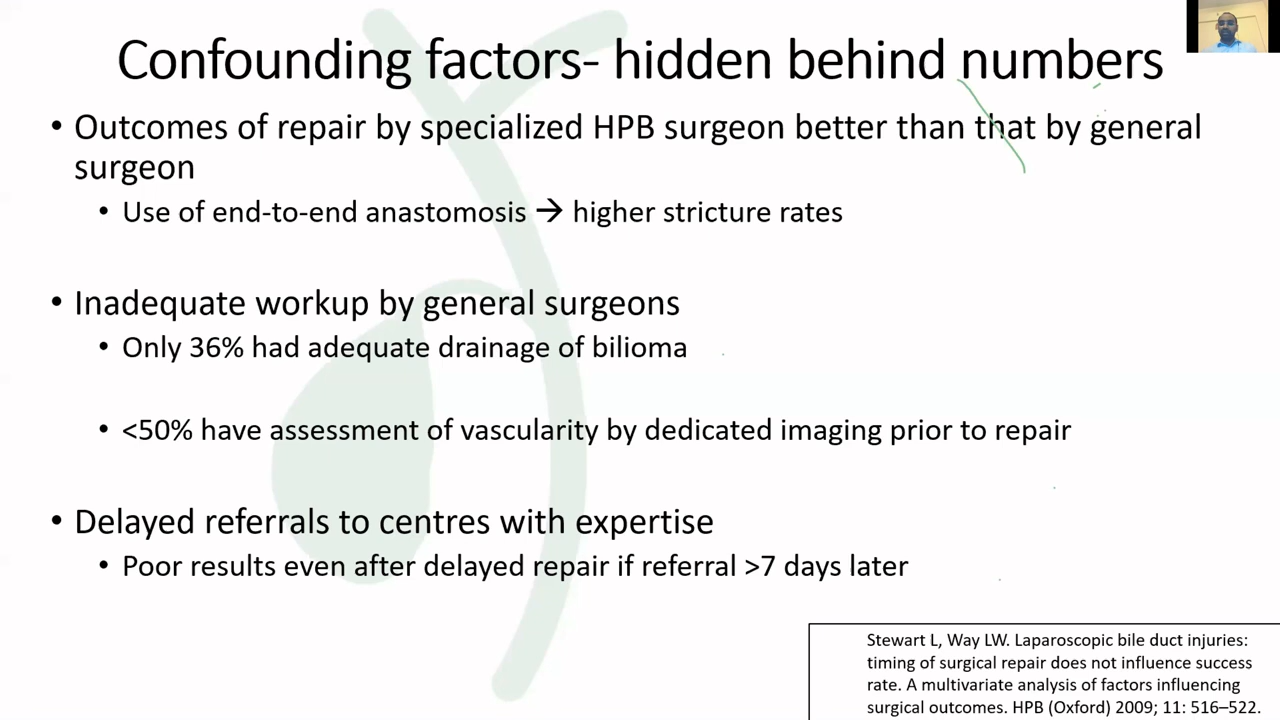 Confounding factors- hidden behind numbers
• Outcomes of repair by specialized HPB surgeon better than that by general
surgeon
• Use of end-to-end anastomosis → higher stricture rates
• Inadequate workup by general surgeons
• Only 36% had adequate drainage of bilioma
• <50% have assessment of vascularity by dedicated imaging prior to repair
• Delayed referrals to centres with expertise
• Poor results even after delayed repair if referral >7 days later
Stewart L, Way LW. Laparoscopic bile duct injuries:
timing of surgical repair does not influence success
rate. A multivariate analysis of factors influencing
surgical outcomes. HPB (Oxford) 2009; 11: 516–522.